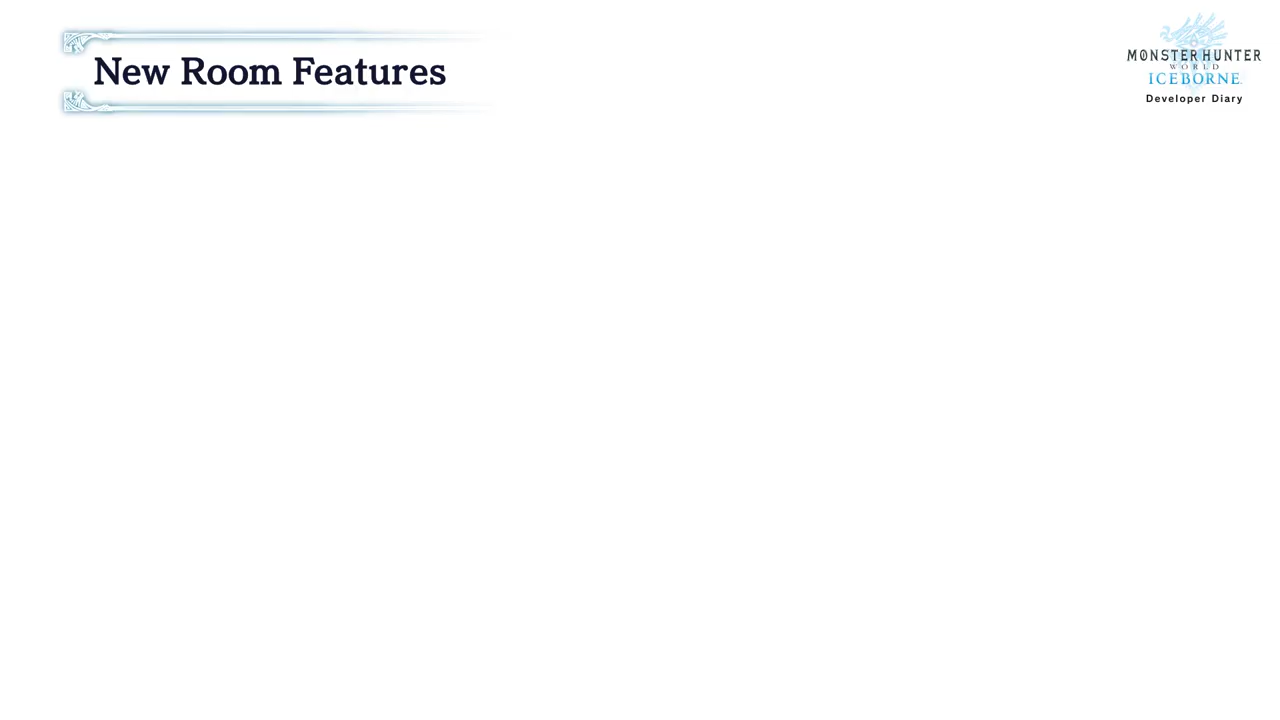 New Room Features
MONSTER HUNTER
WORLD
ICEBORNE
Developer Diary